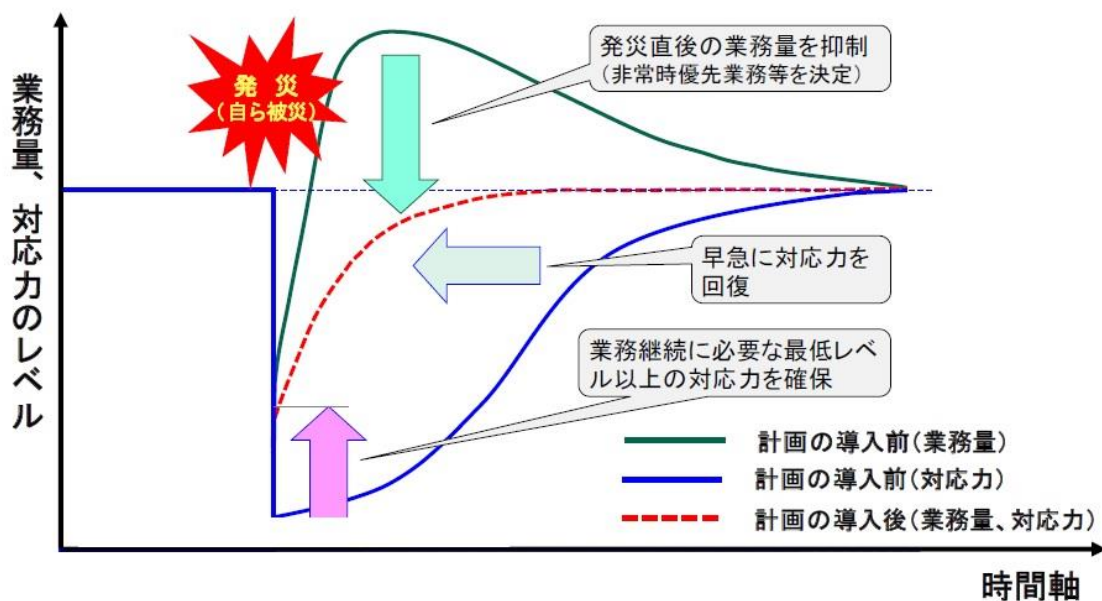 発 災
（自ら被災）
発災直後の業務量を抑制
（非常時優先業務等を決定）
業務量、対応力のレベル
早急に対応力を
回復
業務継続に必要な最低レベ
ル以上の対応力を確保
計画の導入前（業務量）
計画の導入前（対応力）
計画の導入後（業務量、対応力）
時間軸